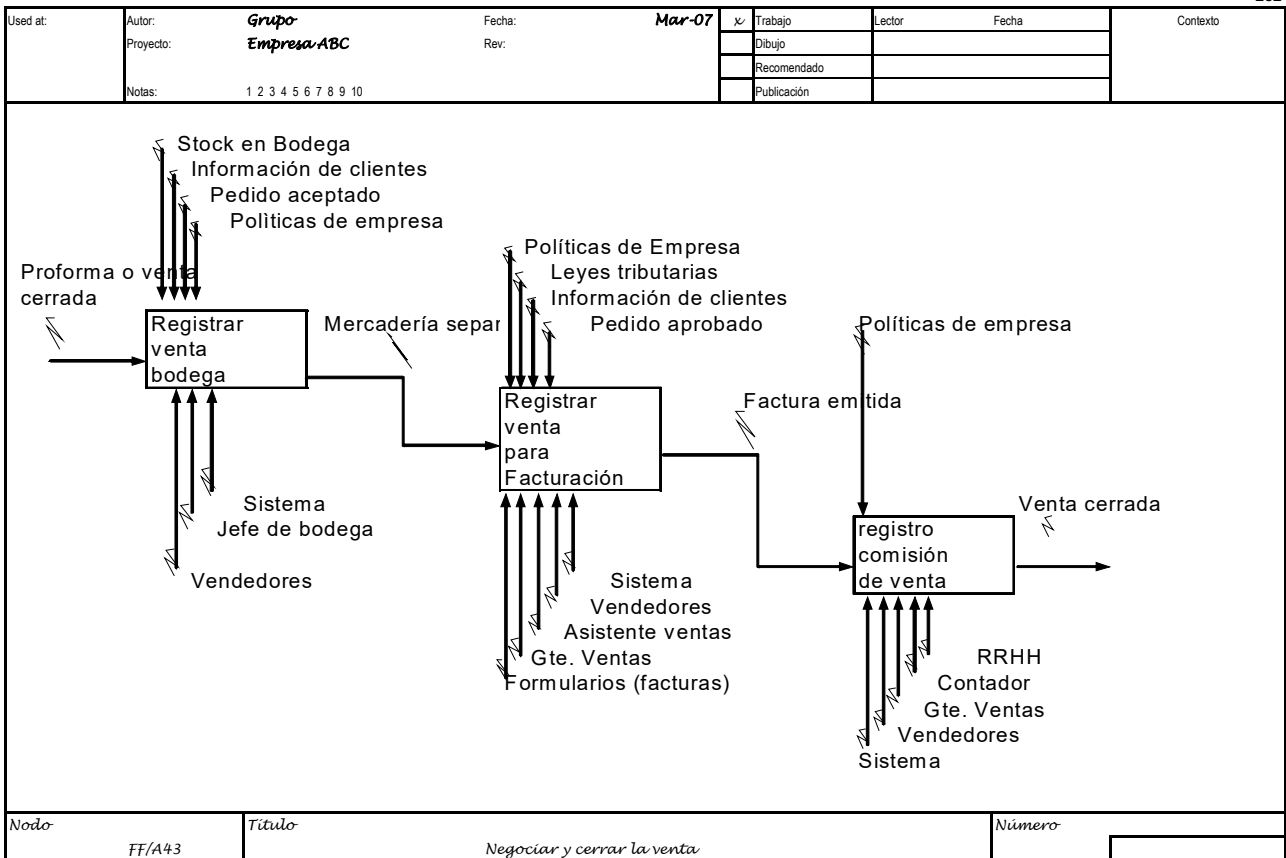 Used at:
Autor: Grupo Fecha: Mar-07 x Trabajo Lector Fecha Contexto
Proyecto: Empresa ABC Rev: Dibujo
Recomendado
Notas: 1 2 3 4 5 6 7 8 9 10 Publicación
Stock en Bodega
Información de clientes
Pedido aceptado
Polìticas de empresa
Proforma o venta
cerrada
Registrar
venta
bodega
Mercadería separ
Sistema
Jefe de bodega
Vendedores
Políticas de Empresa
Leyes tributarias
Información de clientes
Pedido aprobado
Registrar
venta
para
Facturación
Factura emitida
Sistema
Vendedores
Asistente ventas
Gte. Ventas
Formularios (facturas)
Políticas de empresa
registro
comisión
de venta
Venta cerrada
RRHH
Contador
Gte. Ventas
Vendedores
Sistema
Nodo Título Número
FF/A43 Negociar y cerrar la venta